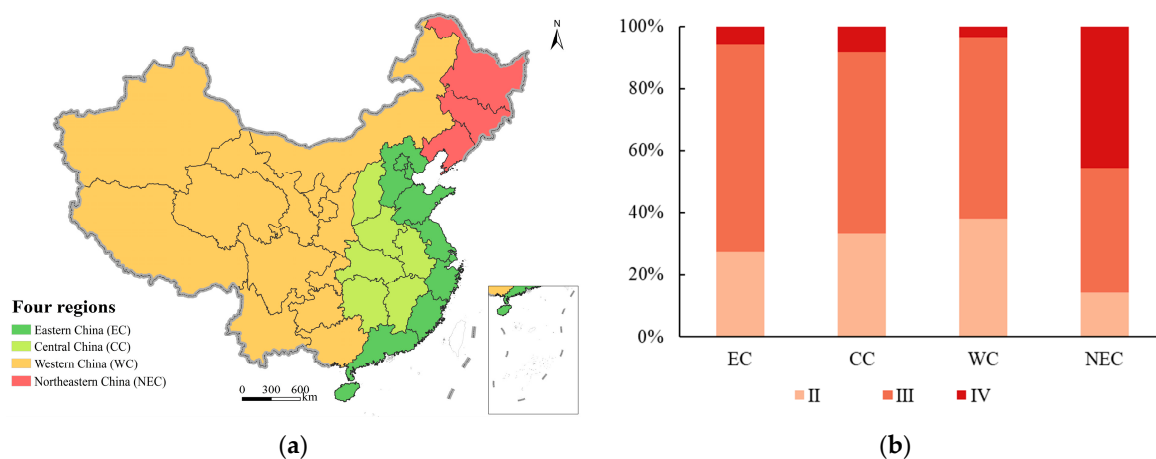 N
Four regions
Eastern China (EC)
Central China (CC)
Western China (WC)
Northeastern China (NEC)
0 300 600
km
(a)
100%
80%
60%
40%
20%
0%
EC CC WC NEC
II III IV
(b)